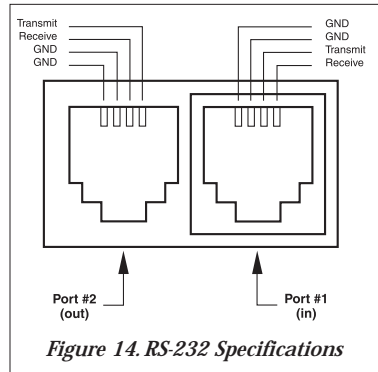 Transmit
Receive
GND
GND
GND
GND
Transmit
Receive
Port #2
(out)
Port #1
(in)
Figure 14. RS-232 Specifications